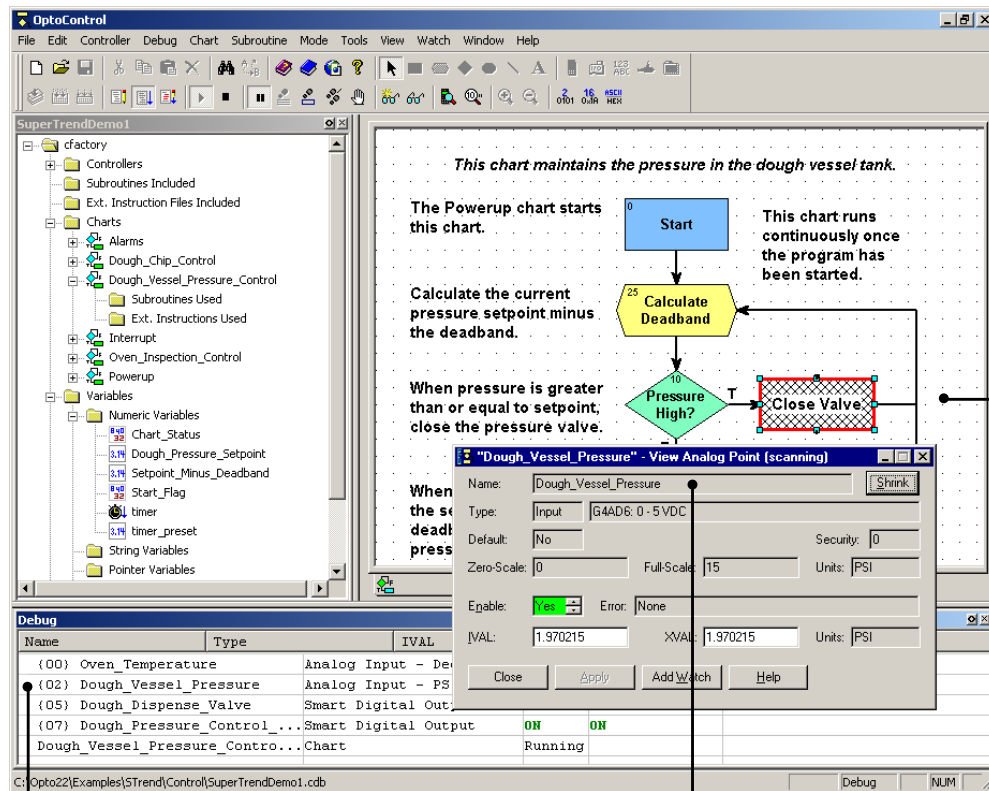 OptoControl
File Edit Controller Debug Chart Subroutine Mode Tools View Watch Window Help
SuperTrendDemo1
cfactory
Controllers
Subroutines Included
Ext. Instruction Files Included
Charts
Alarms
Dough_Chip_Control
Dough_Vessel_Pressure_Control
Subroutines Used
Ext. Instructions Used
Interrupt
Oven_Inspection_Control
Powerup
Variables
Numeric Variables
Chart_Status
Dough_Pressure_Setpoint
Setpoint_Minus_Deadband
Start_Flag
timer
timer_preset
String Variables
Pointer Variables
This chart maintains the pressure in the dough vessel tank.
The Powerup chart starts
this chart.
0
Start
This chart runs
continuously once
the program has
been started.
Calculate the current
pressure setpoint minus
the deadband.
25
Calculate
Deadband
When pressure is greater
than or equal to setpoint,
close the pressure valve.
10
Pressure
High?
T
Close Valve
When
the se
deadb
press
"Dough_Vessel_Pressure" - View Analog Point (scanning)
Name: Dough_Vessel_Pressure Shrink
Type: Input G4AD6: 0 - 5 VDC
Default: No Security: 0
Zero-Scale: 0 Full-Scale: 15 Units: PSI
Enable: Yes Error: None
IVAL: 1.970215 XVAL: 1.970215 Units: PSI
Close Apply Add Watch Help
Debug
Name Type IVAL
{00} Oven_Temperature Analog Input - De
{02} Dough_Vessel_Pressure Analog Input - PS
{05} Dough_Dispense_Valve Smart Digital Out
{07} Dough_Pressure_Control_... Smart Digital Output ON ON
Dough_Vessel_Pressure_Contro... Chart Running
C:\Opto22\Examples\STrend\Control\SuperTrendDemo1.cdb Debug NUM